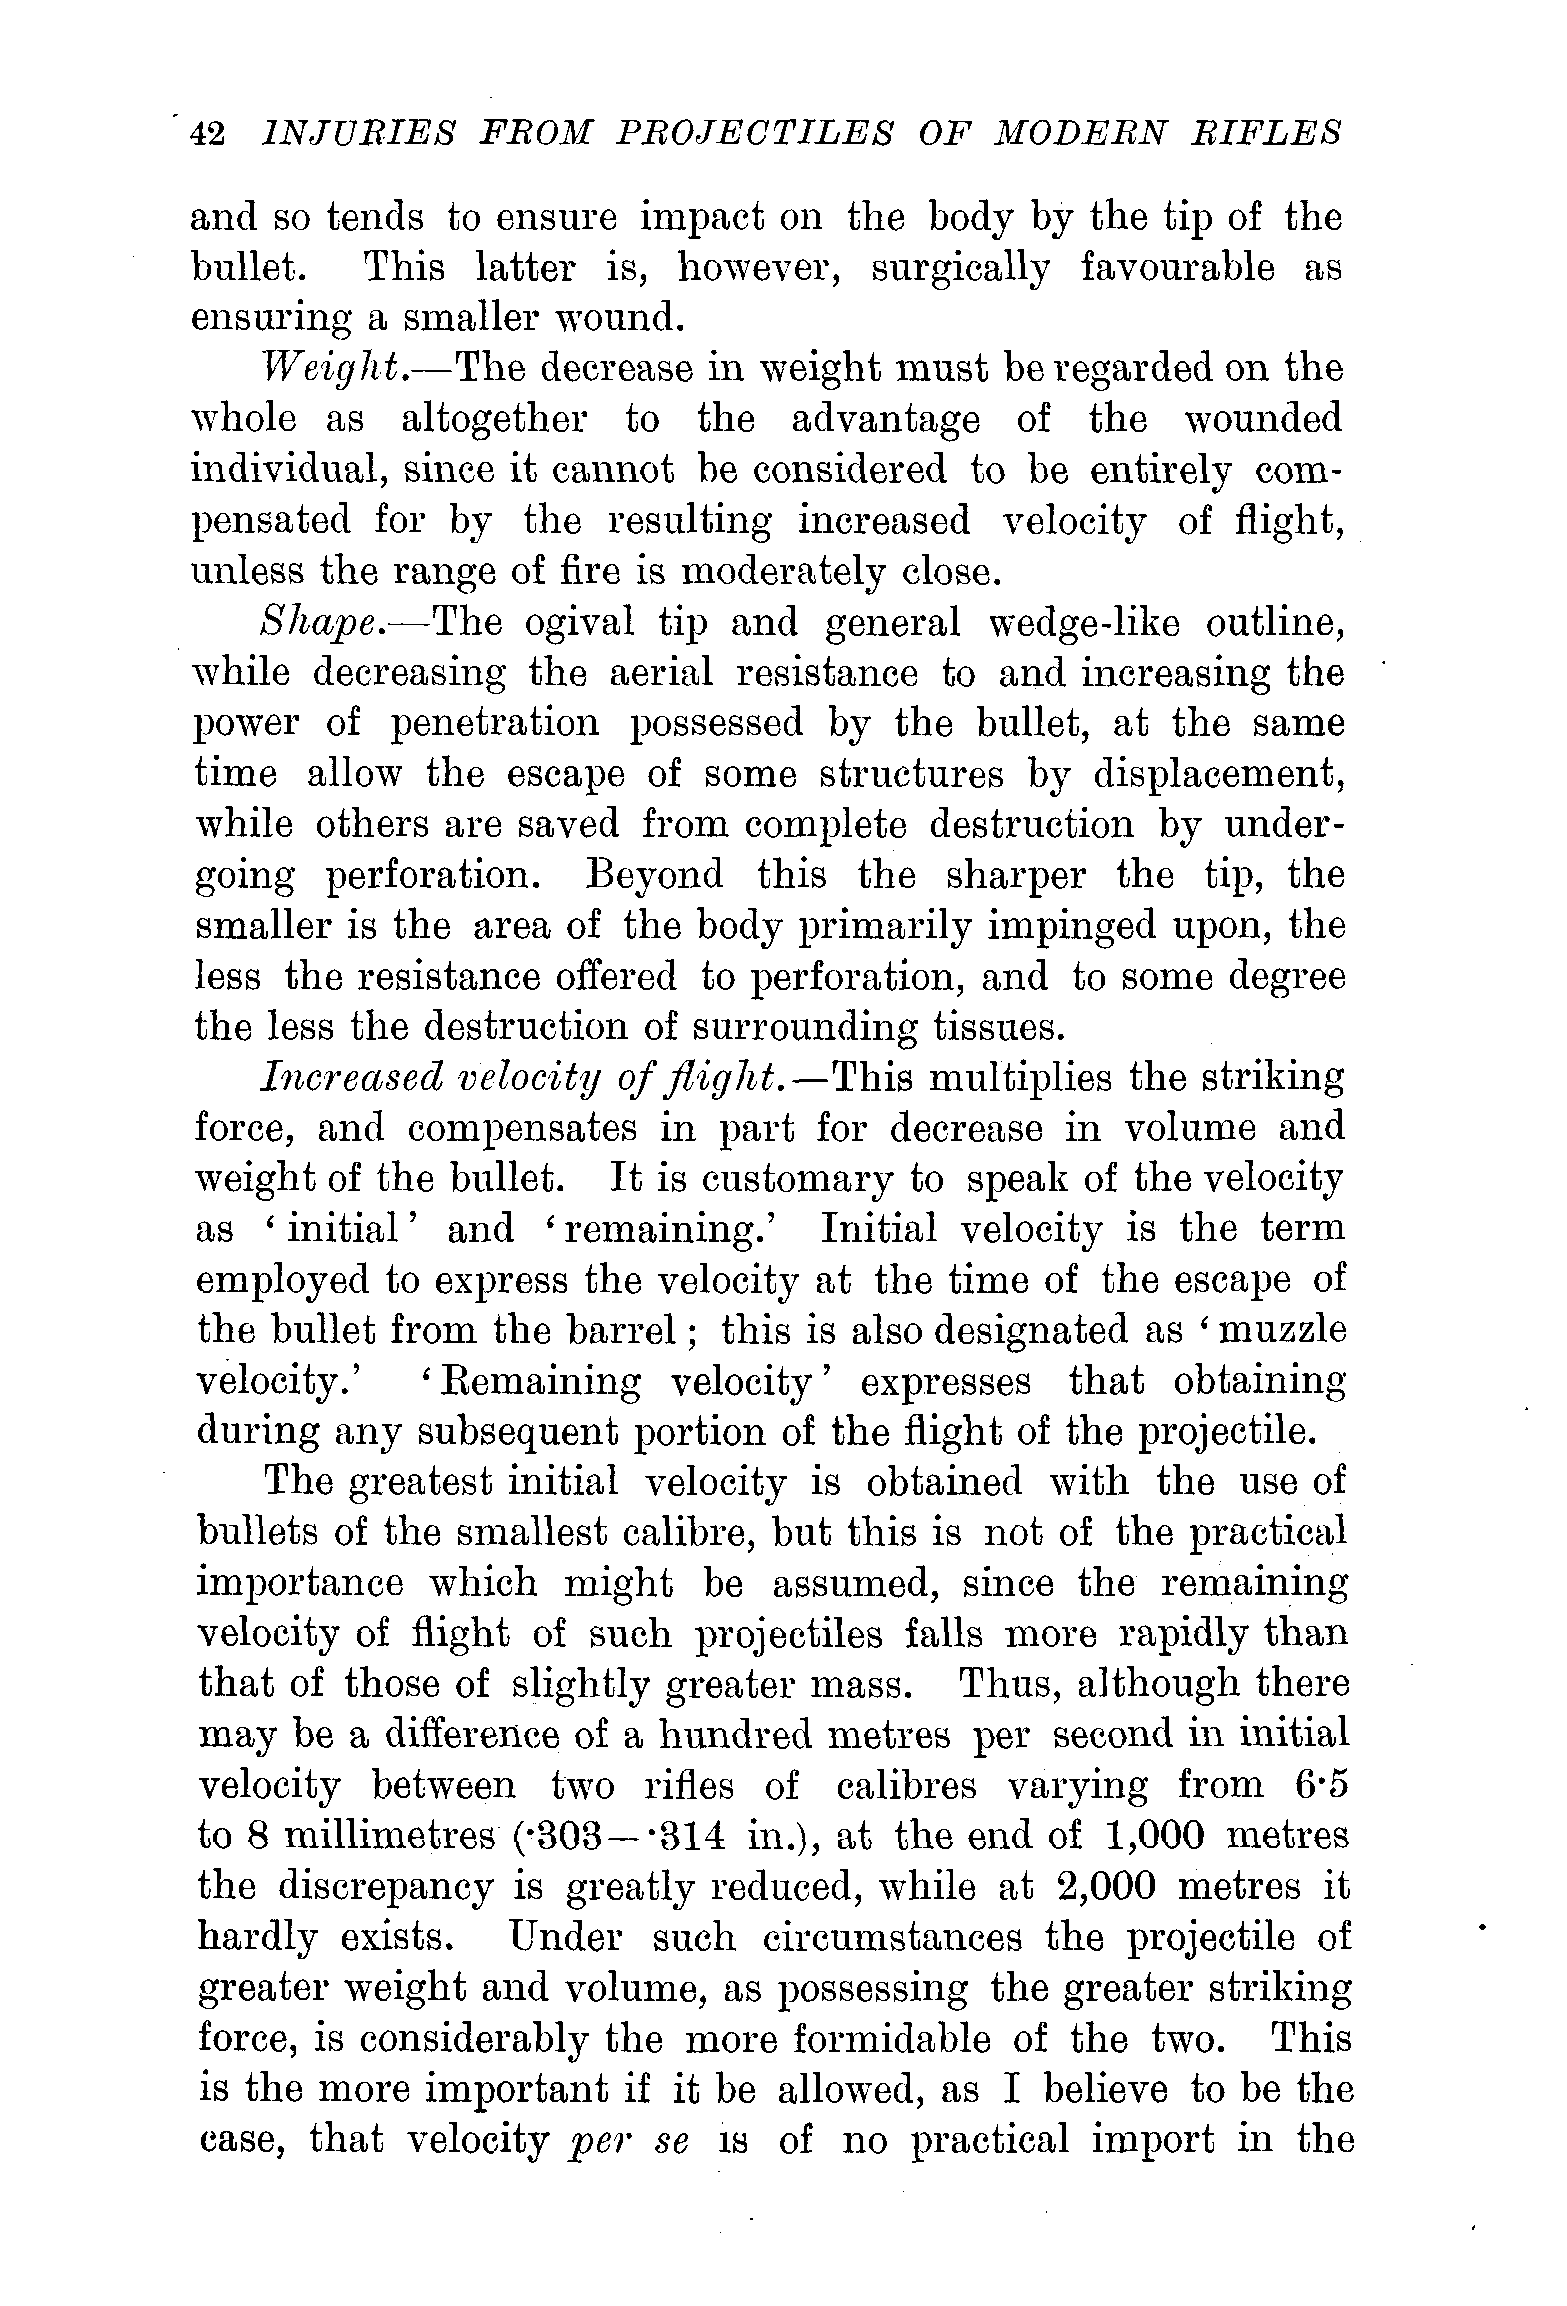 42 INJURIES FROM PROJECTILES OF MODERN RIFLES
and so tends to ensure impact on the body by the tip of the
bullet. This latter is, however, surgically favourable as
ensuring a smaller wound.
Weight.—The decrease in weight must be regarded on the
whole as altogether to the advantage of the wounded
individual, since it cannot be considered to be entirely com-
pensated for by the resulting increased velocity of flight,
unless the range of fire is moderately close.
Shape.—The ogival tip and general wedge-like outline,
while decreasing the aerial resistance to and increasing the
power of penetration possessed by the bullet, at the same
time allow the escape of some structures by displacement,
while others are saved from complete destruction by under-
going perforation. Beyond this the sharper the tip, the
smaller is the area of the body primarily impinged upon, the
less the resistance offered to perforation, and to some degree
the less the destruction of surrounding tissues.
Increased velocity of flight.—This multiplies the striking
force, and compensates in part for decrease in volume and
weight of the bullet. It is customary to speak of the velocity
as ‘ initial ’ and ‘ remaining.’ Initial velocity is the term
employed to express the velocity at the time of the escape of
the bullet from the barrel ; this is also designated as ‘ muzzle
velocity.’ ‘ Remaining velocity ’ expresses that obtaining
during any subsequent portion of the flight of the projectile.
The greatest initial velocity is obtained with the use of
bullets of the smallest calibre, but this is not of the practical
importance which might be assumed, since the remaining
velocity of flight of such projectiles falls more rapidly than
that of those of slightly greater mass. Thus, although there
may be a difference of a hundred metres per second in initial
velocity between two rifles of calibres varying from 6·5
to 8 millimetres (·303—·314 in.), at the end of 1,000 metres
the discrepancy is greatly reduced, while at 2,000 metres it
hardly exists. Under such circumstances the projectile of
greater weight and volume, as possessing the greater striking
force, is considerably the more formidable of the two. This
is the more important if it be allowed, as I believe to be the
case, that velocity per se is of no practical import in the